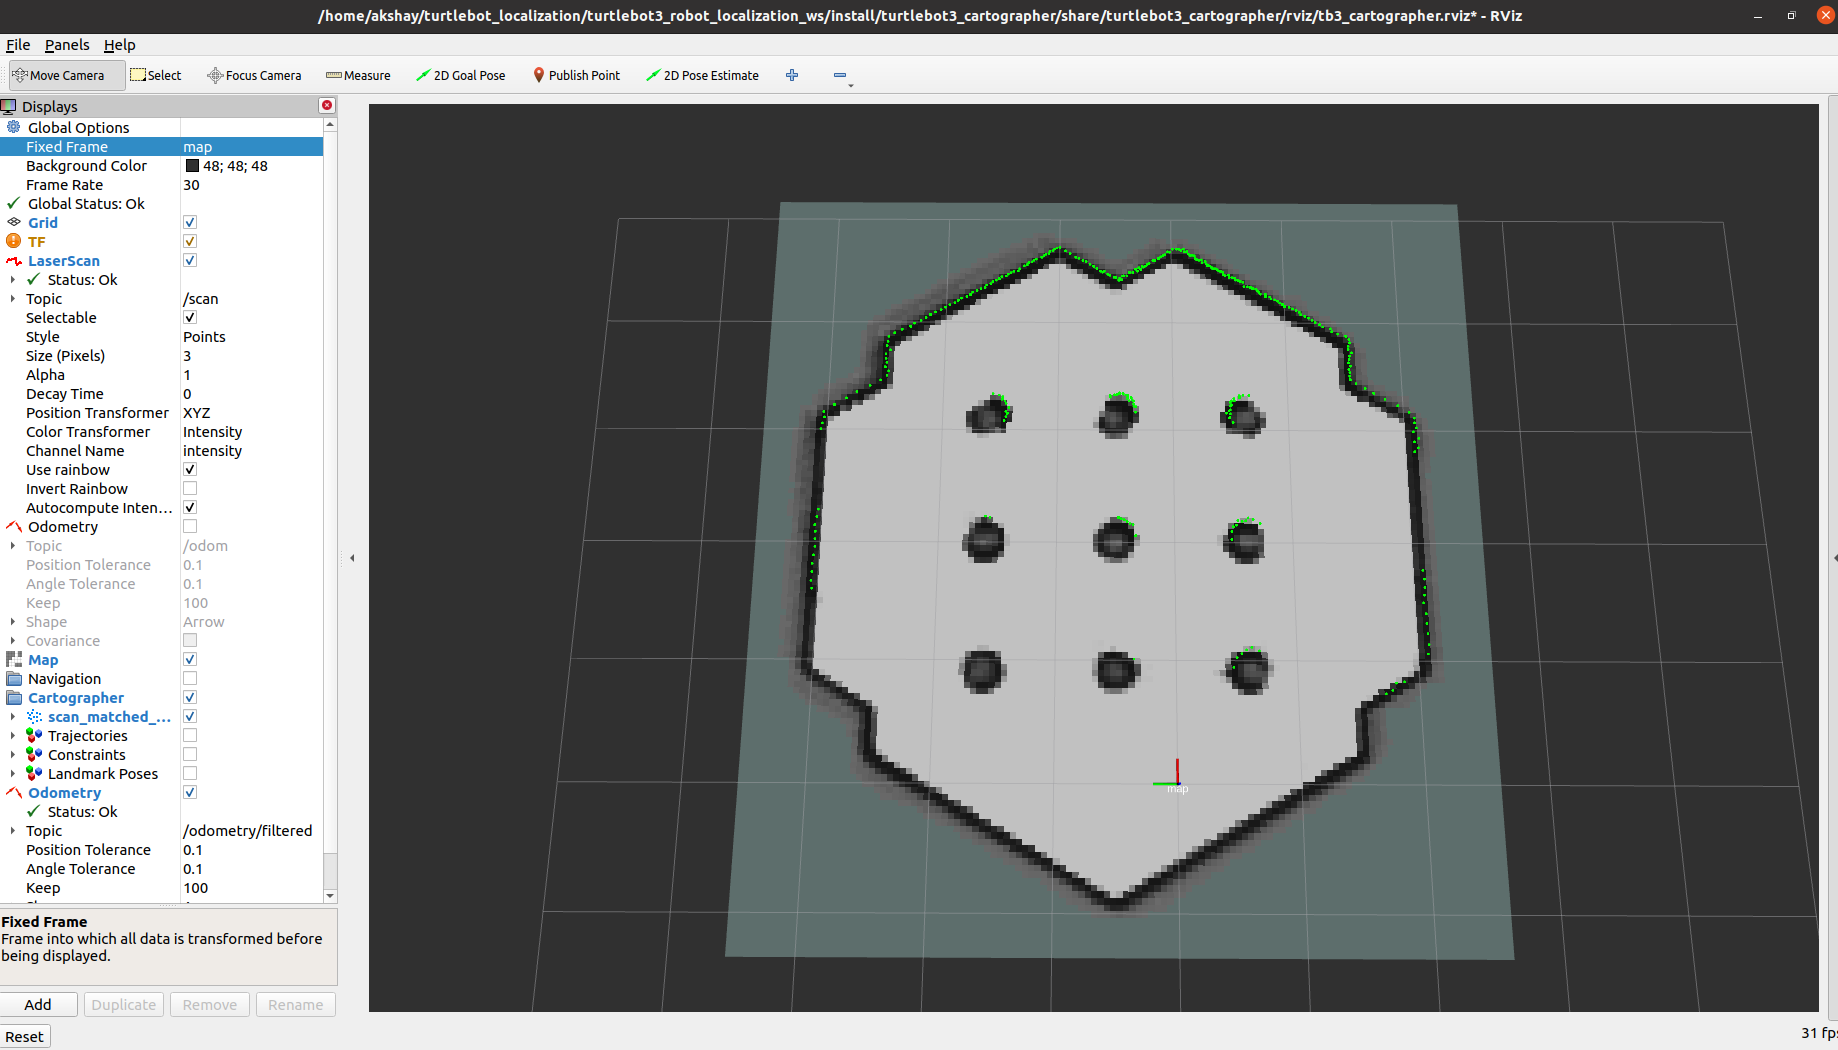 /home/akshay/turtlebot_localization/turtlebot3_robot_localization_ws/install/turtlebot3_cartographer/share/turtlebot3_cartographer/rviz/tb3_cartographer.rviz* - RViz
File Panels Help
Move Camera Select Focus Camera Measure 2D Goal Pose Publish Point 2D Pose Estimate
Displays
Global Options
Fixed Frame map
Background Color 48; 48; 48
Frame Rate 30
Global Status: Ok
Grid
TF
LaserScan
Status: Ok
Topic /scan
Selectable
Style Points
Size (Pixels) 3
Alpha 1
Decay Time 0
Position Transformer XYZ
Color Transformer Intensity
Channel Name intensity
Use rainbow
Invert Rainbow
Autocompute Inten...
Odometry
Topic /odom
Position Tolerance 0.1
Angle Tolerance 0.1
Keep 100
Shape Arrow
Covariance
Map
Navigation
Cartographer
scan_matched_...
Trajectories
Constraints
Landmark Poses
Odometry
Status: Ok
Topic /odometry/filtered
Position Tolerance 0.1
Angle Tolerance 0.1
Keep 100
map
Fixed Frame
Frame into which all data is transformed before
being displayed.
Add Duplicate Remove Rename
Reset
31 fps